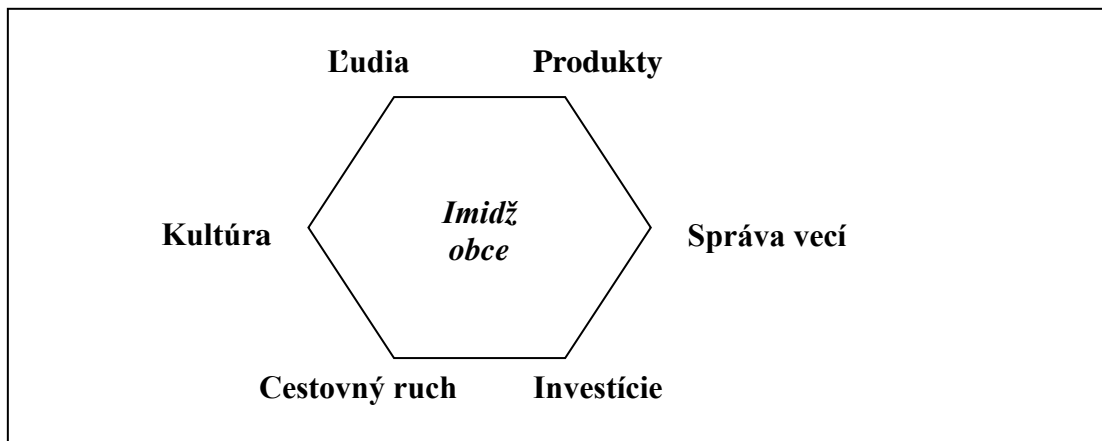 Ľudia Produkty
Imidž
obce
Kultúra Správa vecí
Cestovný ruch Investície